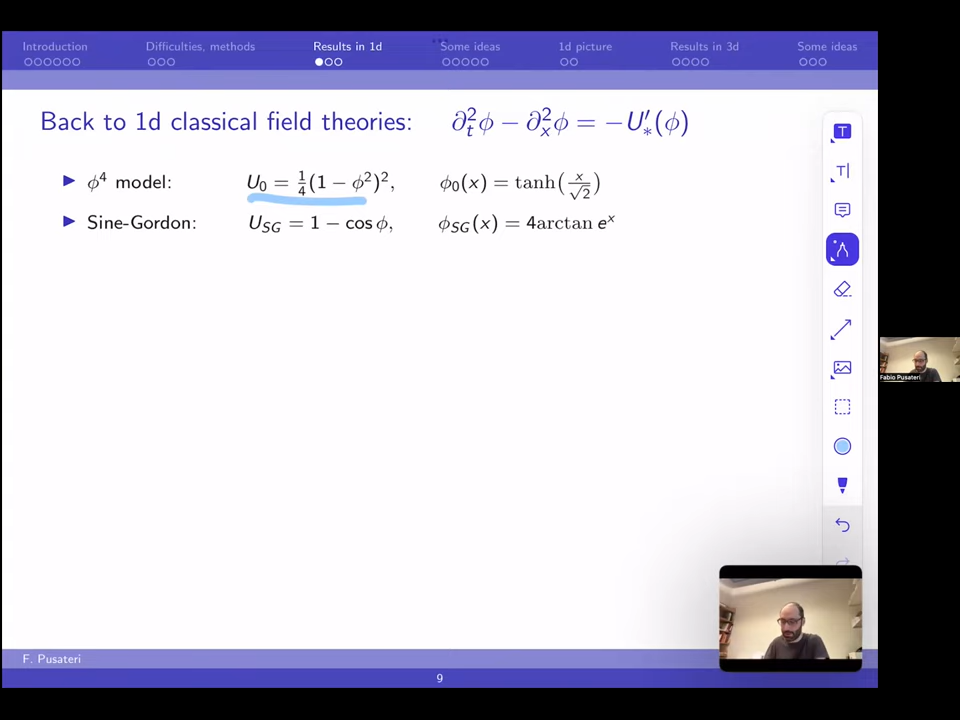 Introduction Difficulties, methods Results in 1d Some ideas 1d picture Results in 3d Some ideas
Back to 1d classical field theories: ∂²ₜϕ − ∂²ₓϕ = −U′∗(ϕ)
ϕ⁴ model: U₀ = ¼(1 − ϕ²)², ϕ₀(x) = tanh(x/√2)
Sine-Gordon: U_SG = 1 − cos ϕ, ϕ_SG(x) = 4arctan eˣ
T
T
Fabio Pusateri
F. Pusateri
9